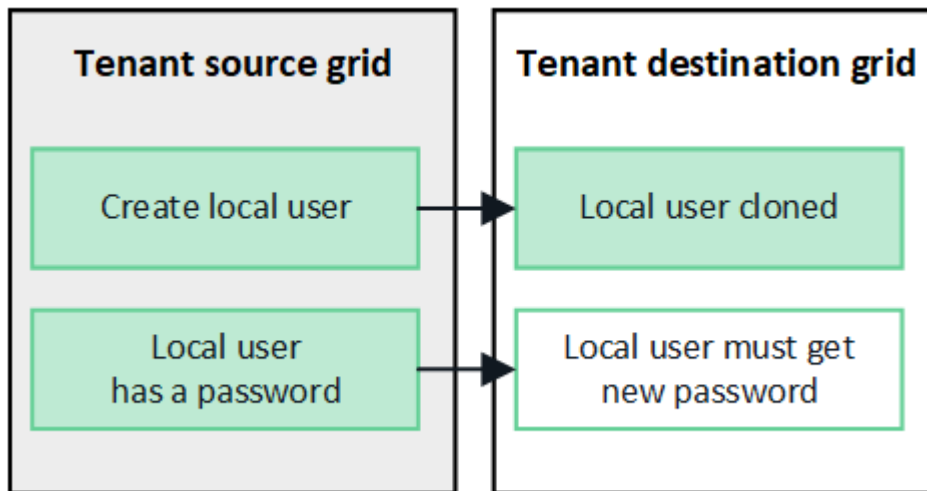 Tenant source grid
Tenant destination grid
Create local user
Local user cloned
Local user
has a password
Local user must get
new password